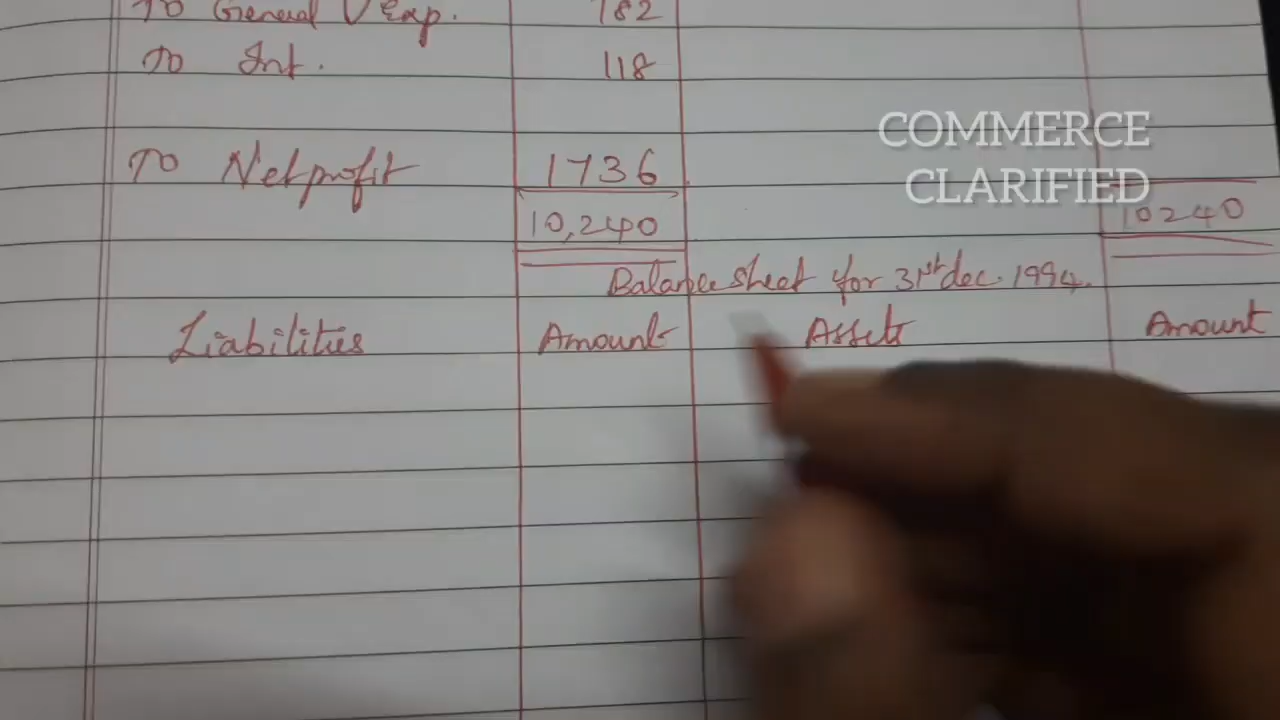 To General Exp. 182
To Int. 118
COMMERCE
CLARIFIED
To Netprofit 1736
10,240 10240
Balance sheet for 31st dec. 1994.
Liabilities Amount Assets Amount